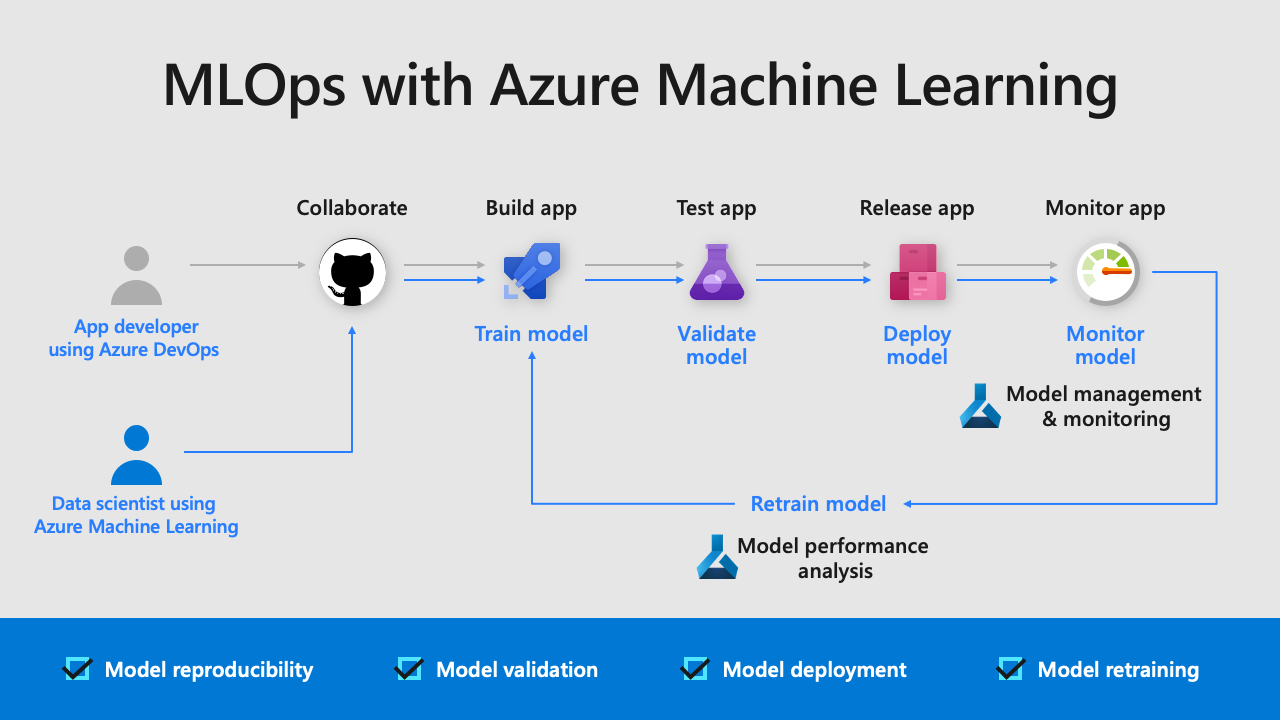 MLOps with Azure Machine Learning
Collaborate
Build app
Test app
Release app
Monitor app
App developer
using Azure DevOps
Train model
Validate
model
Deploy
model
Monitor
model
Model management
& monitoring
Data scientist using
Azure Machine Learning
Retrain model
Model performance
analysis
Model reproducibility
Model validation
Model deployment
Model retraining